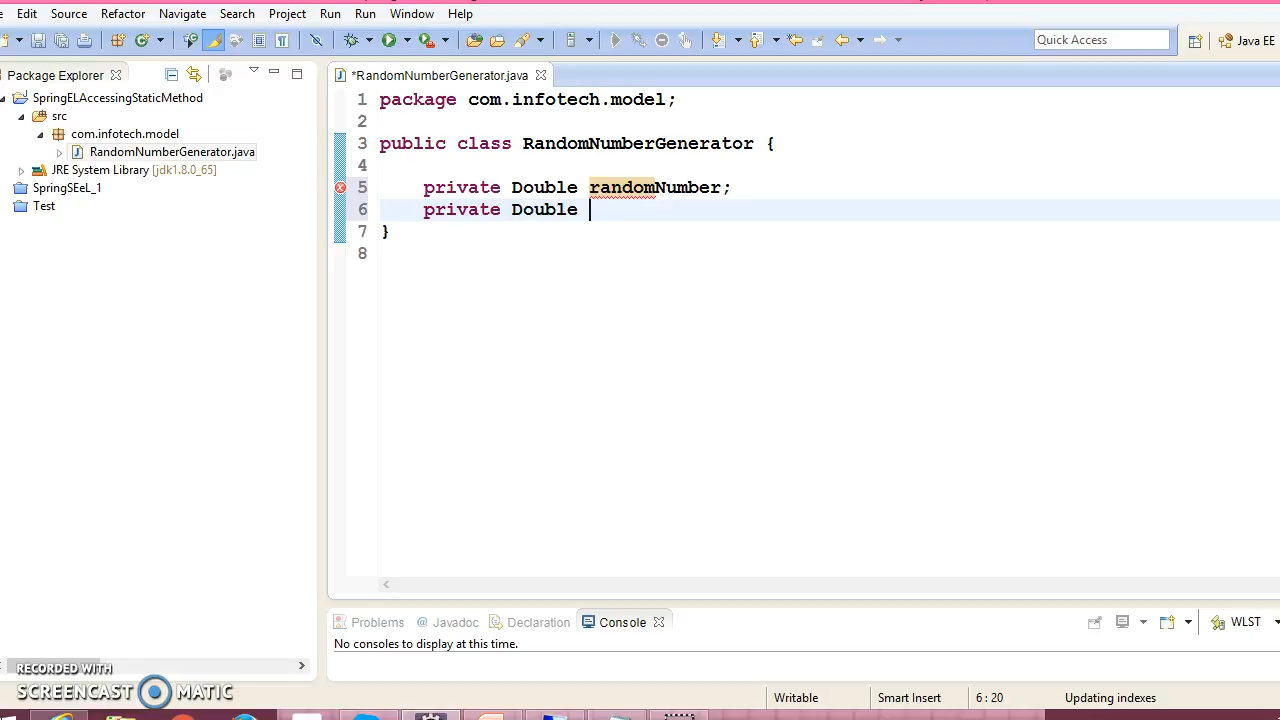 Edit Source Refactor Navigate Search Project Run Run Window Help
Quick Access
Java EE
Package Explorer
*RandomNumberGenerator.java
SpringELAccessingStaticMethod
src
com.infotech.model
RandomNumberGenerator.java
JRE System Library [jdk1.8.0_65]
SpringSEeL_1
Test
1 package com.infotech.model;
2
3 public class RandomNumberGenerator {
4
5 private Double randomNumber;
6 private Double
7 }
8
Problems @ Javadoc Declaration Console
WLST
No consoles to display at this time.
RECORDED WITH
SCREENCAST MATIC
Writable Smart Insert 6 : 20 Updating indexes